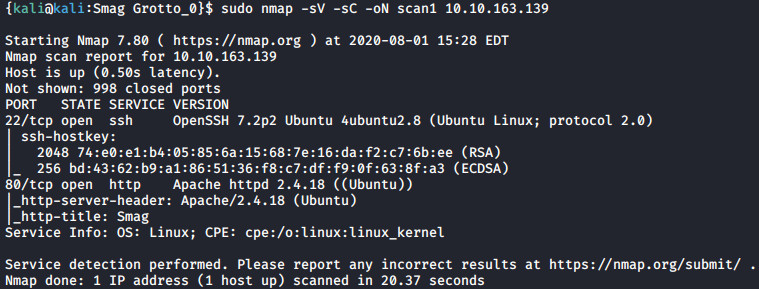 {kali@kali:Smag Grotto_0}$ sudo nmap -sV -sC -oN scan1 10.10.163.139
Starting Nmap 7.80 ( https://nmap.org ) at 2020-08-01 15:28 EDT
Nmap scan report for 10.10.163.139
Host is up (0.50s latency).
Not shown: 998 closed ports
PORT   STATE SERVICE VERSION
22/tcp open  ssh     OpenSSH 7.2p2 Ubuntu 4ubuntu2.8 (Ubuntu Linux; protocol 2.0)
| ssh-hostkey:
|   2048 74:e0:e1:b4:05:85:6a:15:68:7e:16:da:f2:c7:6b:ee (RSA)
|_  256 bd:43:62:b9:a1:86:51:36:f8:c7:df:f9:0f:63:8f:a3 (ECDSA)
80/tcp open  http    Apache httpd 2.4.18 ((Ubuntu))
|_http-server-header: Apache/2.4.18 (Ubuntu)
|_http-title: Smag
Service Info: OS: Linux; CPE: cpe:/o:linux:linux_kernel
Service detection performed. Please report any incorrect results at https://nmap.org/submit/ .
Nmap done: 1 IP address (1 host up) scanned in 20.37 seconds